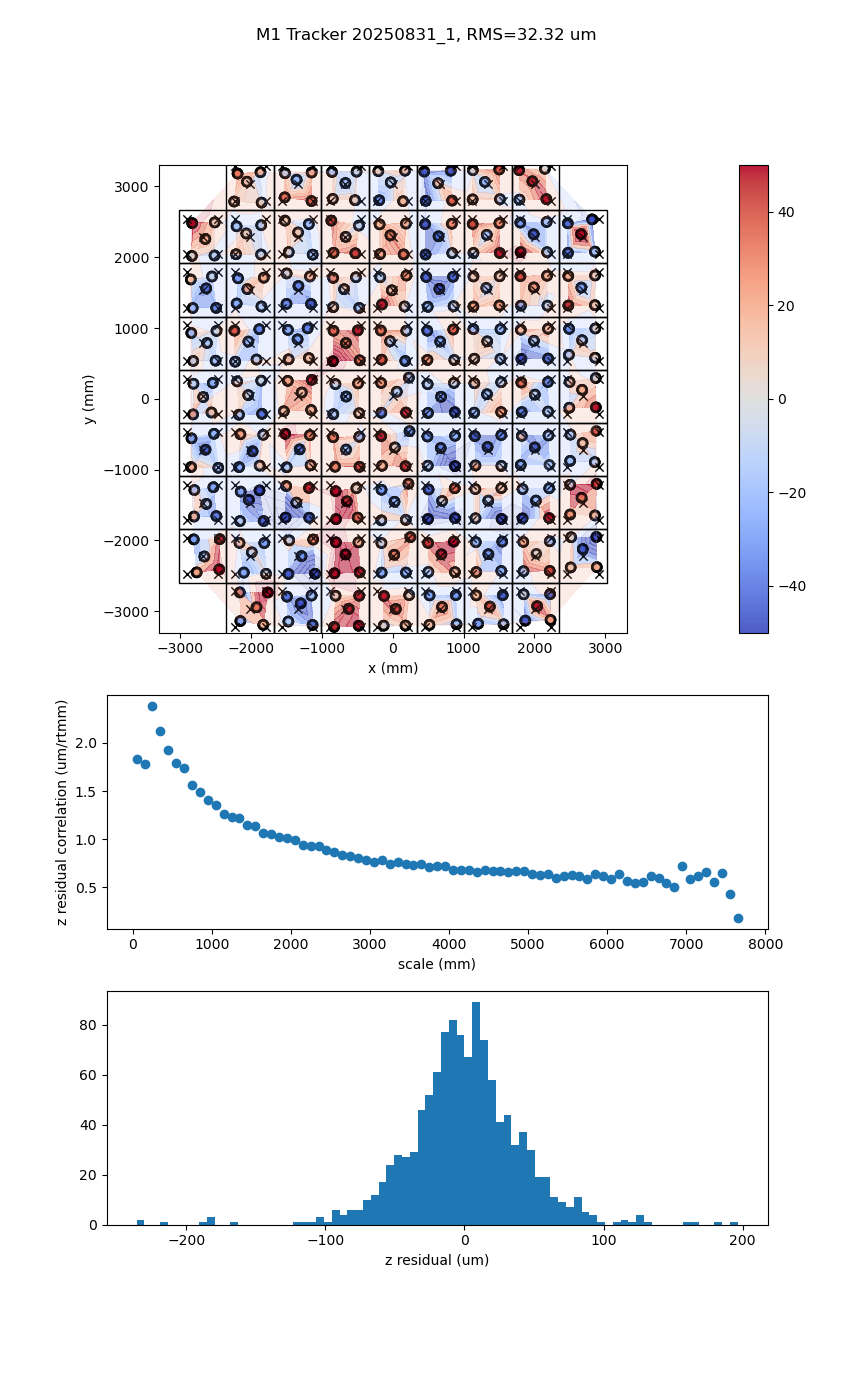 M1 Tracker 20250831_1, RMS=32.32 um
3000
2000
1000
0
−1000
−2000
−3000
y (mm)
−3000 −2000 −1000 0 1000 2000 3000
x (mm)
40
20
0
−20
−40
2.0
1.5
1.0
0.5
z residual correlation (um/rtmm)
0 1000 2000 3000 4000 5000 6000 7000 8000
scale (mm)
80
60
40
20
0
−200 −100 0 100 200
z residual (um)